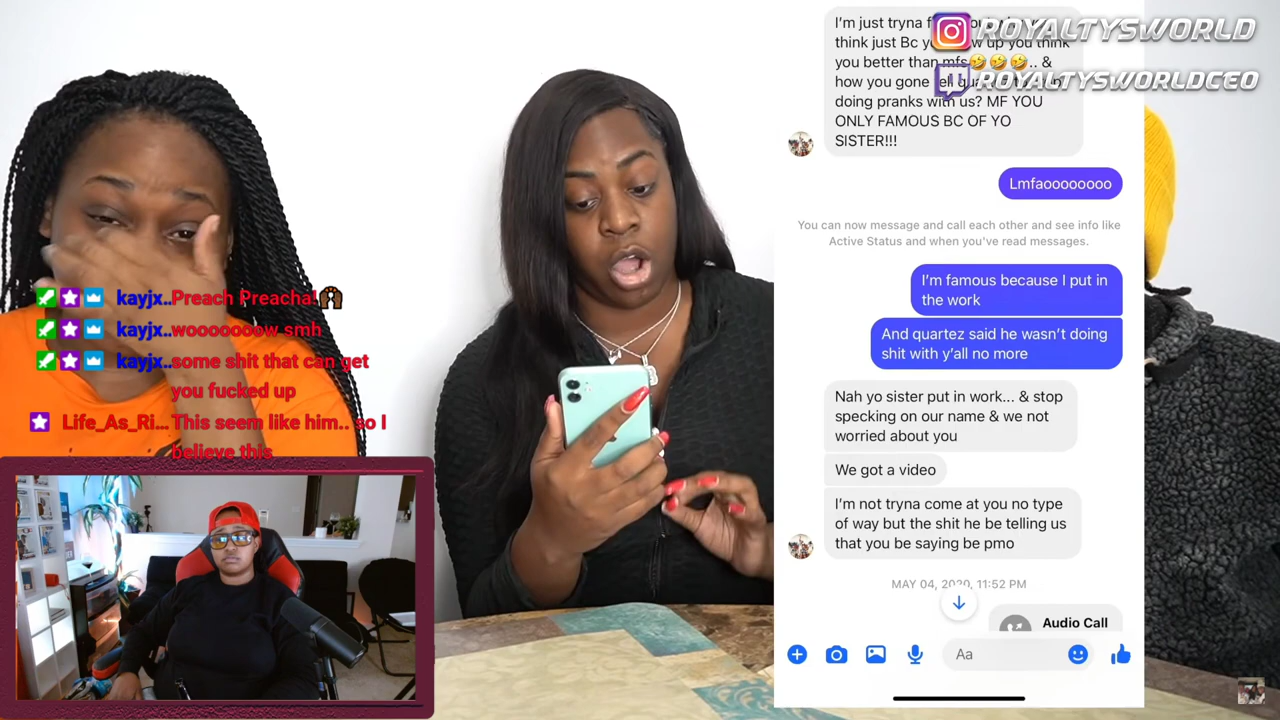 I'm just tryna
think just Bc up you think
you better than mfs🤣🤣🤣.. &
how you gone
doing pranks with us? MF YOU
ONLY FAMOUS BC OF YO
SISTER!!!
ROYALTYSWORLD
ROYALTYSWORLDCEO
Lmfaoooooooo
You can now message and call each other and see info like
Active Status and when you've read messages.
I'm famous because I put in
the work
And quartez said he wasn't doing
shit with y'all no more
Nah yo sister put in work... & stop
specking on our name & we not
worried about you
We got a video
I'm not tryna come at you no type
of way but the shit he be telling us
that you be saying be pmo
MAY 04, 2020, 11:52 PM
Audio Call
Aa
kayjx..Preach Preacha!
kayjx..wooooooow smh
kayjx..some shit that can get
you fucked up
Life_As_Ri...This seem like him.. so I
believe this